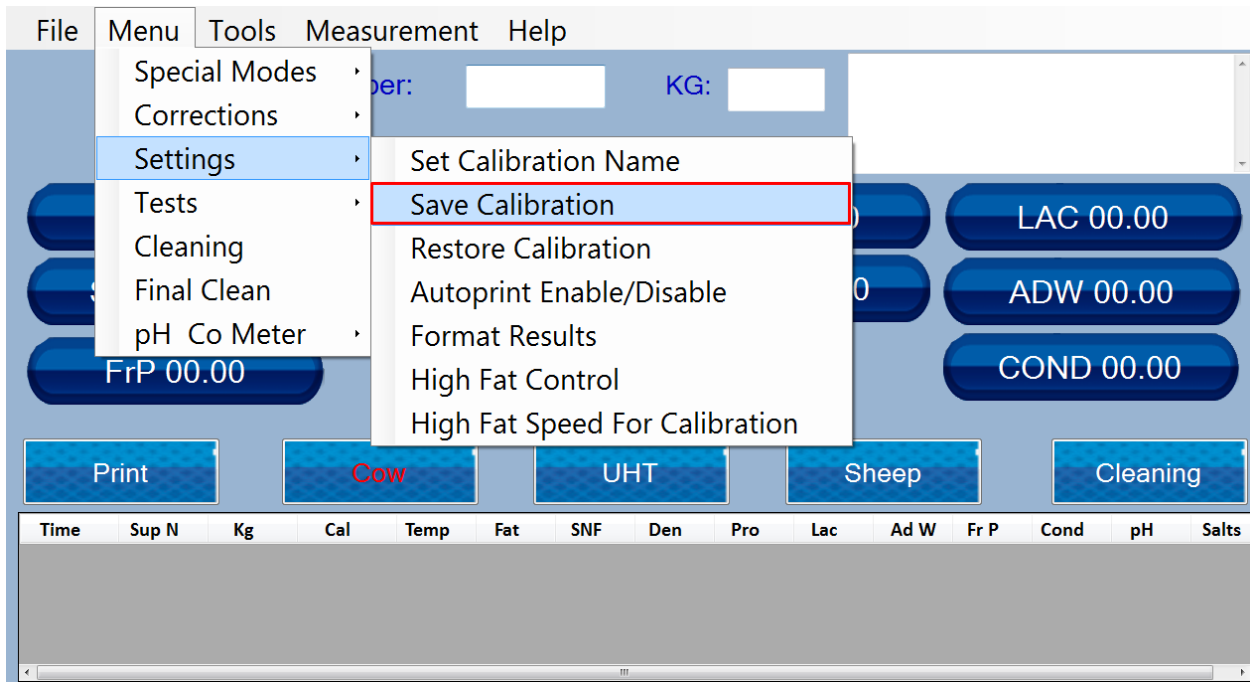 File Menu Tools Measurement Help
Special Modes
KG:
Corrections
Settings
Set Calibration Name
Tests
Save Calibration
LAC 00.00
Cleaning
Restore Calibration
Final Clean
Autoprint Enable/Disable
0
ADW 00.00
pH Co Meter
Format Results
FrP 00.00
High Fat Control
COND 00.00
High Fat Speed For Calibration
Print Cow UHT Sheep Cleaning
Time Sup N Kg Cal Temp Fat SNF Den Pro Lac Ad W Fr P Cond pH Salts